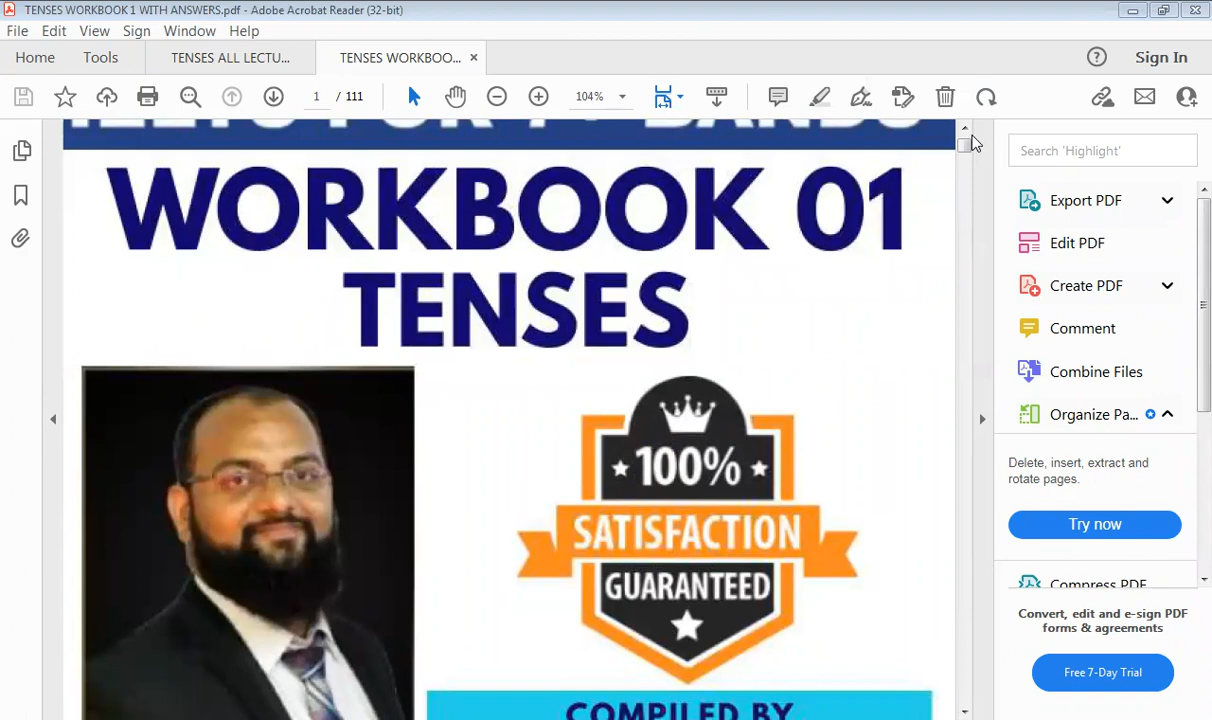 TENSES WORKBOOK 1 WITH ANSWERS.pdf - Adobe Acrobat Reader (32-bit)
File Edit View Sign Window Help
Home Tools TENSES ALL LECTU... TENSES WORKBOO... × Sign In
1 / 111 104%
WORKBOOK 01
TENSES
100%
SATISFACTION
GUARANTEED
COMPILED BY
Search 'Highlight'
Export PDF
Edit PDF
Create PDF
Comment
Combine Files
Organize Pa...
Delete, insert, extract and
rotate pages.
Try now
Compress PDF
Convert, edit and e-sign PDF
forms & agreements
Free 7-Day Trial